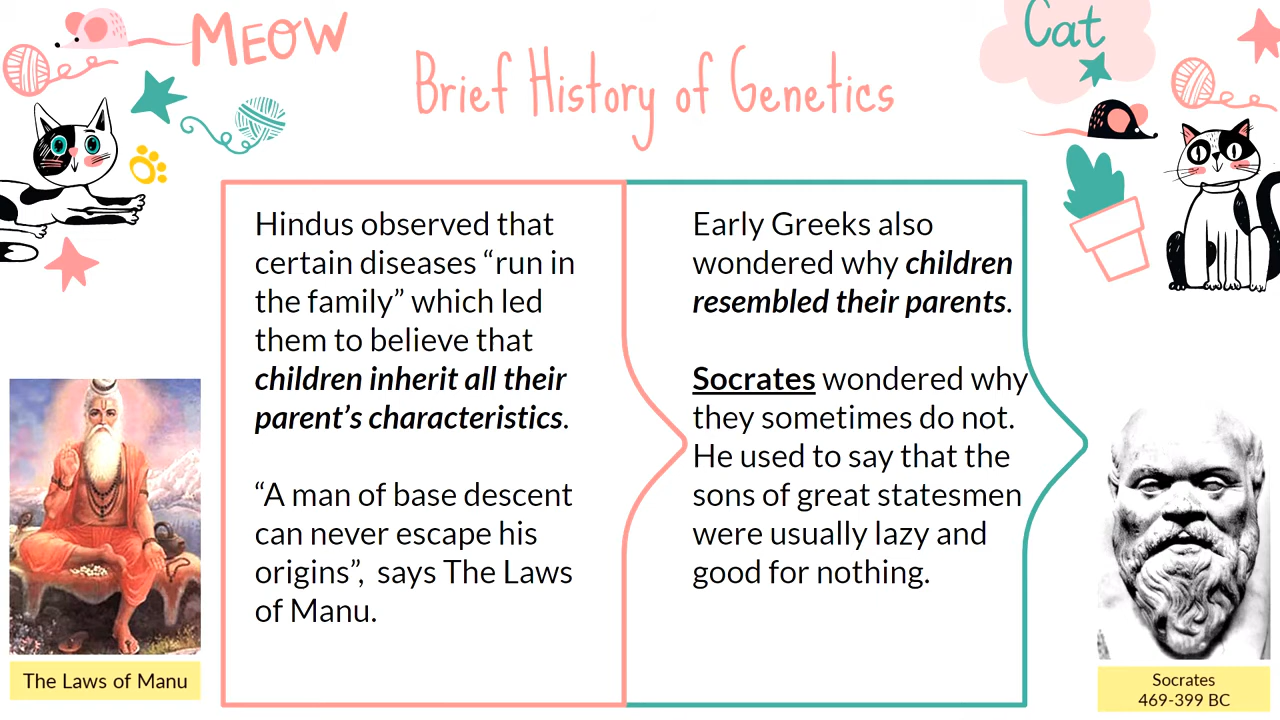 MEOW
Cat
Brief History of Genetics
Hindus observed that
certain diseases “run in
the family” which led
them to believe that
children inherit all their
parent’s characteristics.
“A man of base descent
can never escape his
origins”, says The Laws
of Manu.
Early Greeks also
wondered why children
resembled their parents.
Socrates wondered why
they sometimes do not.
He used to say that the
sons of great statesmen
were usually lazy and
good for nothing.
The Laws of Manu
Socrates
469-399 BC